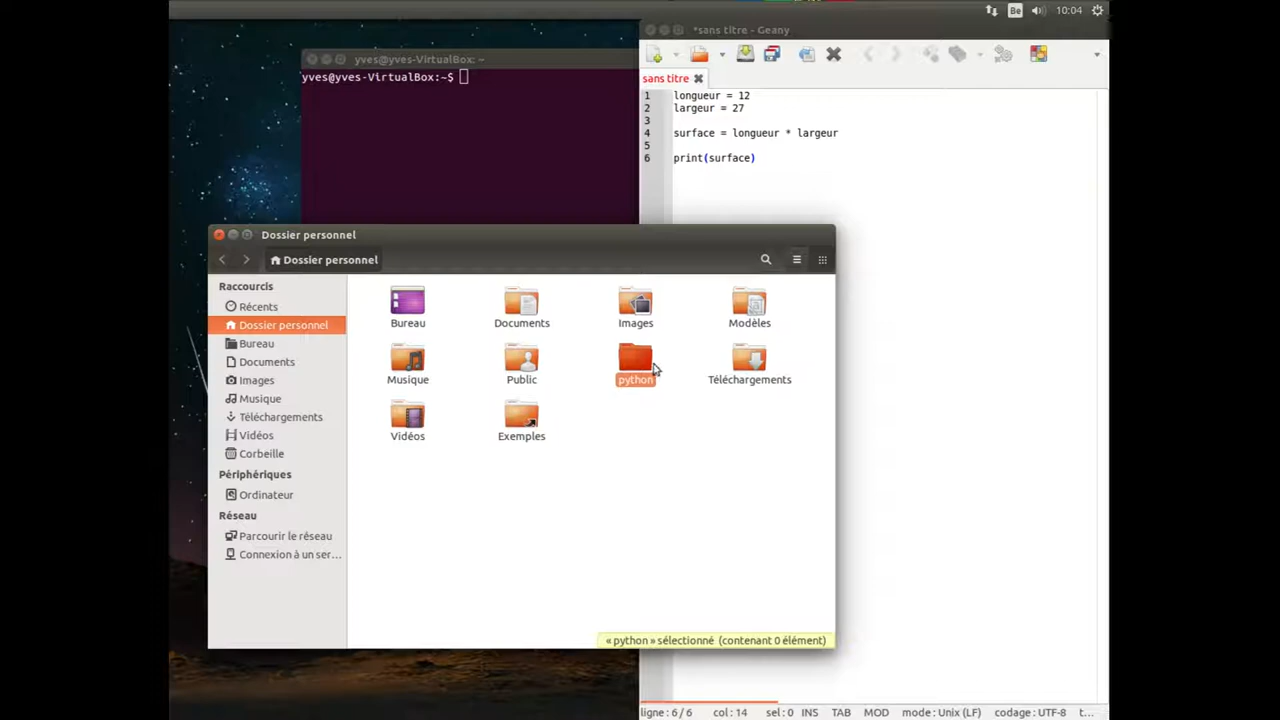 Be
10:04
*sans titre - Geany
yves@yves-VirtualBox: ~
yves@yves-VirtualBox:~$
sans titre
1 longueur = 12
2 largeur = 27
3
4 surface = longueur * largeur
5
6 print(surface)
Dossier personnel
Dossier personnel
Raccourcis
Récents
Dossier personnel
Bureau
Documents
Images
Musique
Téléchargements
Vidéos
Corbeille
Périphériques
Ordinateur
Réseau
Parcourir le réseau
Connexion à un ser...
Bureau
Documents
Images
Modèles
Musique
Public
python
Téléchargements
Vidéos
Exemples
« python » sélectionné (contenant 0 élément)
ligne : 6 / 6 col : 14 sel : 0 INS TAB MOD mode : Unix (LF) codage : UTF-8 t...